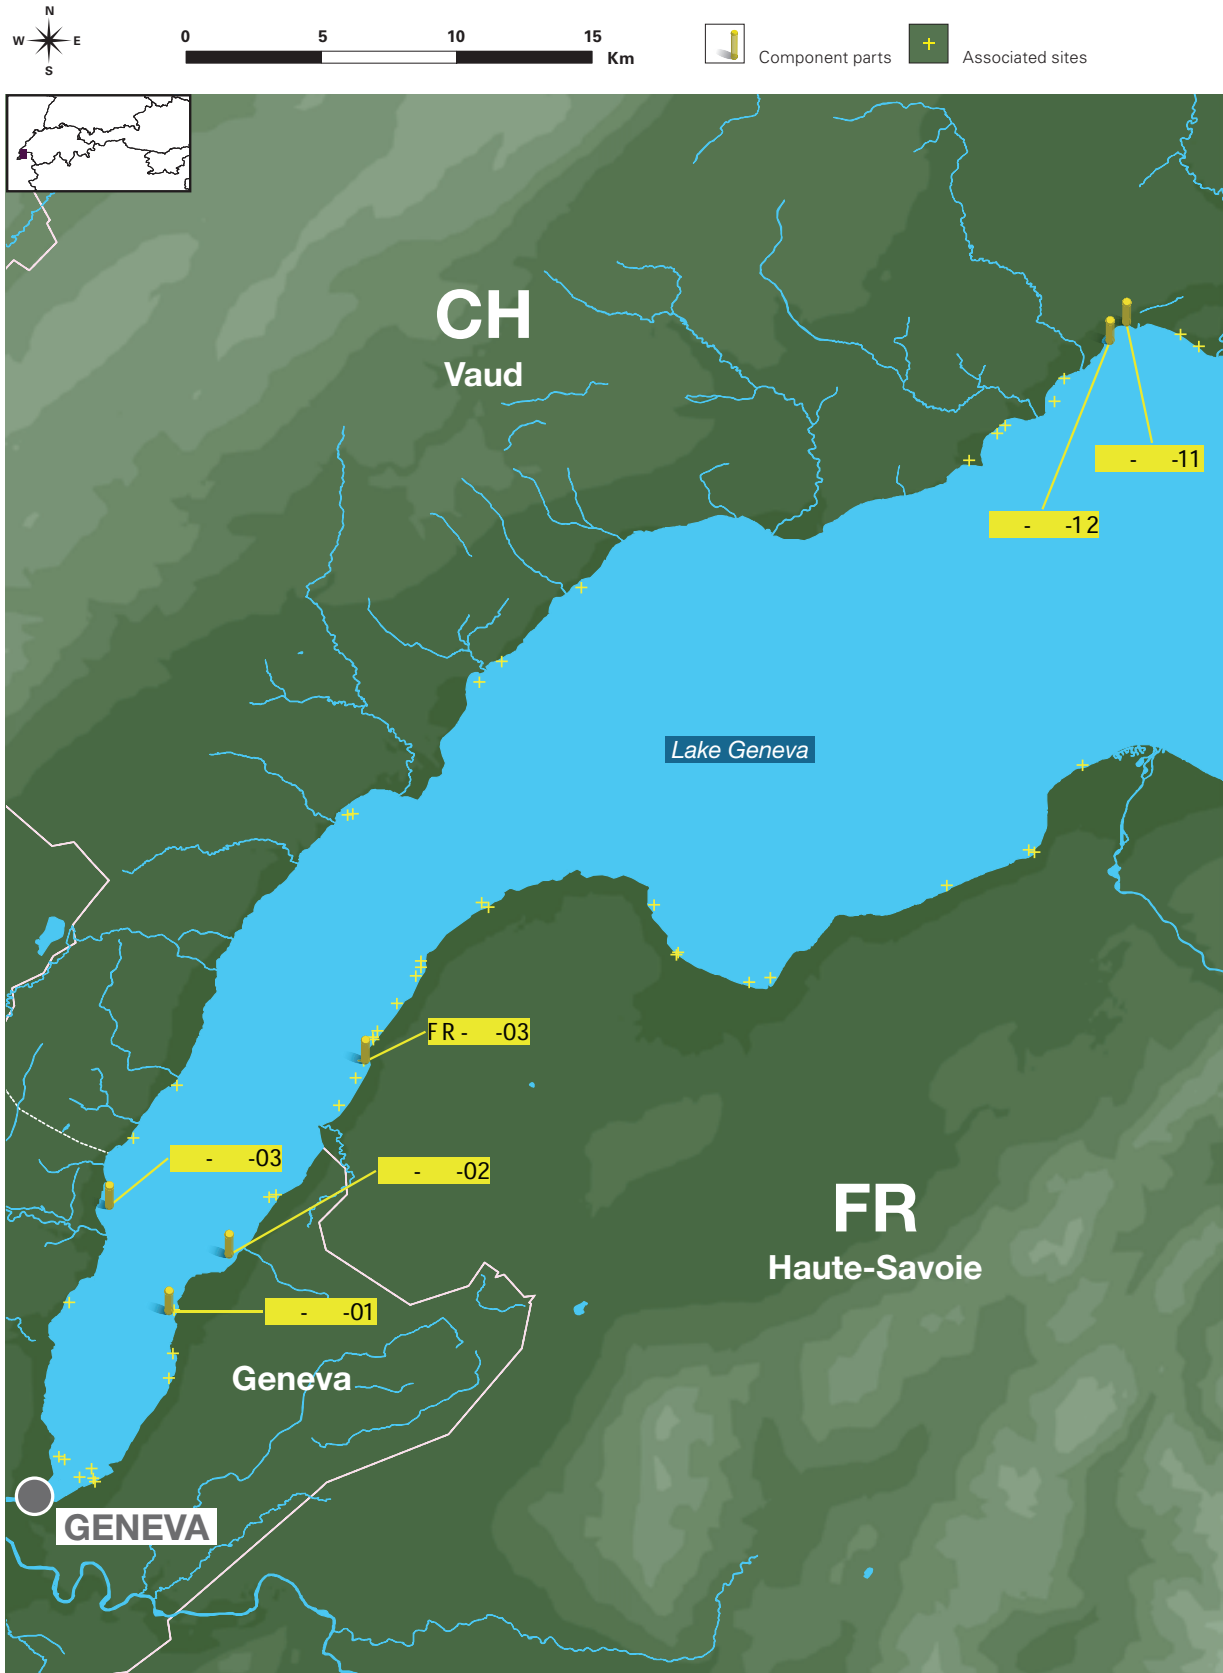 N
W E
S
0 5 10 15
Km
Component parts
Associated sites
CH
Vaud
- -11
- -12
Lake Geneva
FR - -03
- -03
- -02
FR
Haute-Savoie
- -01
Geneva
GENEVA